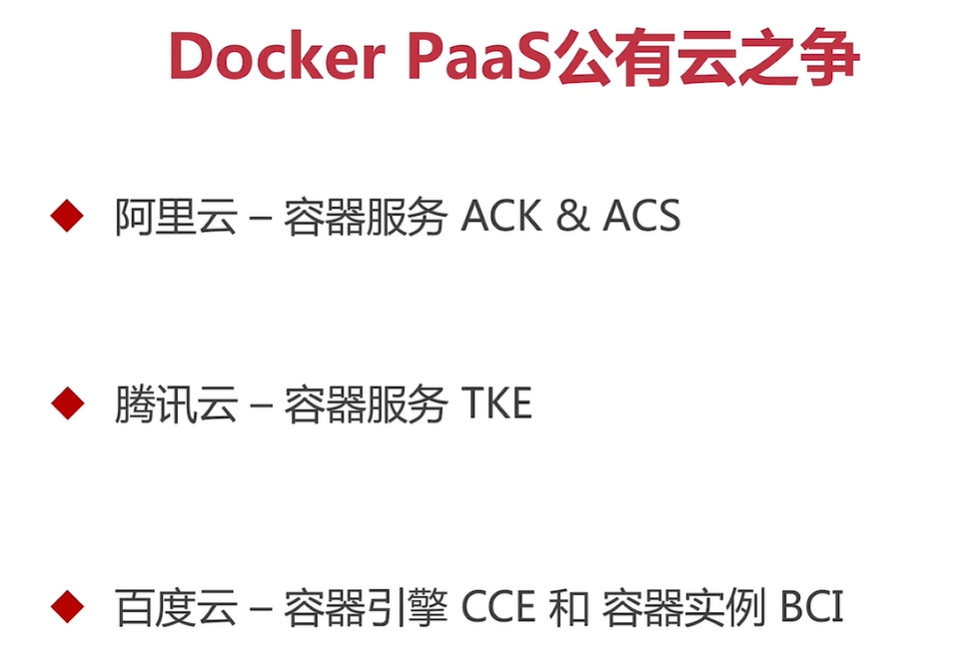 Docker PaaS公有云之争
阿里云 – 容器服务 ACK & ACS
腾讯云 – 容器服务 TKE
百度云 – 容器引擎 CCE 和 容器实例 BCI